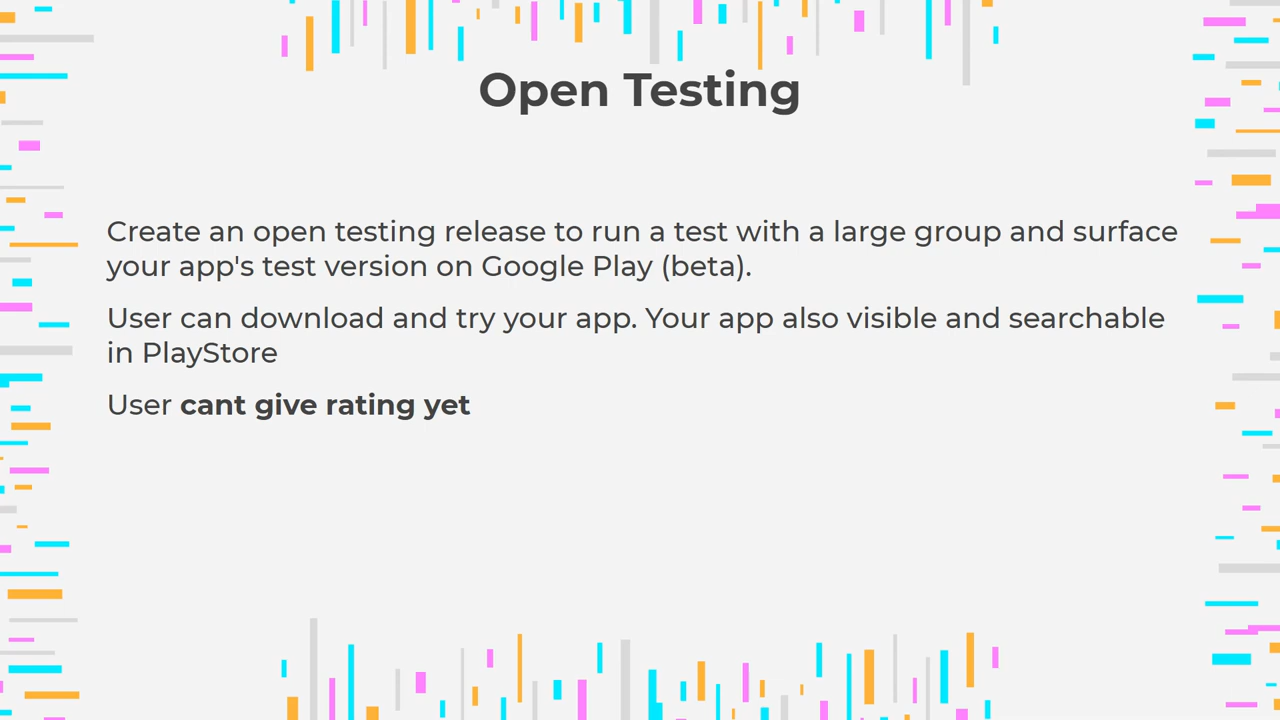 Open Testing
Create an open testing release to run a test with a large group and surface
your app's test version on Google Play (beta).
User can download and try your app. Your app also visible and searchable
in PlayStore
User cant give rating yet